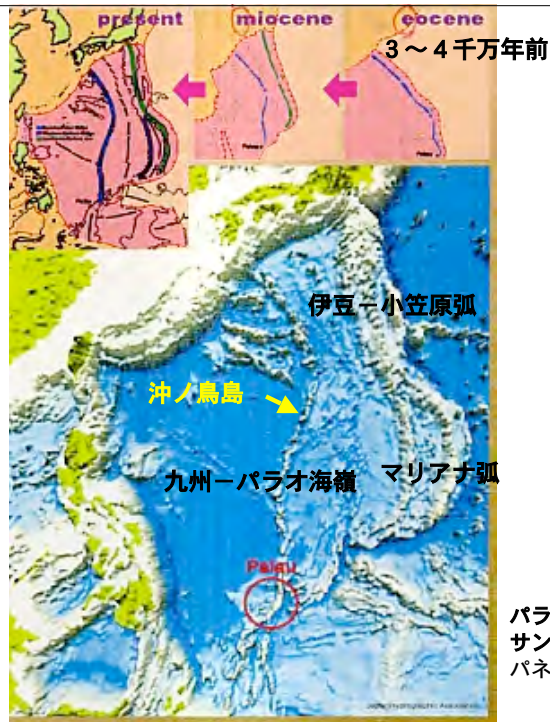 present
miocene
eocene
3～4千万年前
伊豆－小笠原弧
沖ノ鳥島
九州－パラオ海嶺
マリアナ弧
Palau
パラ
サン
パネ